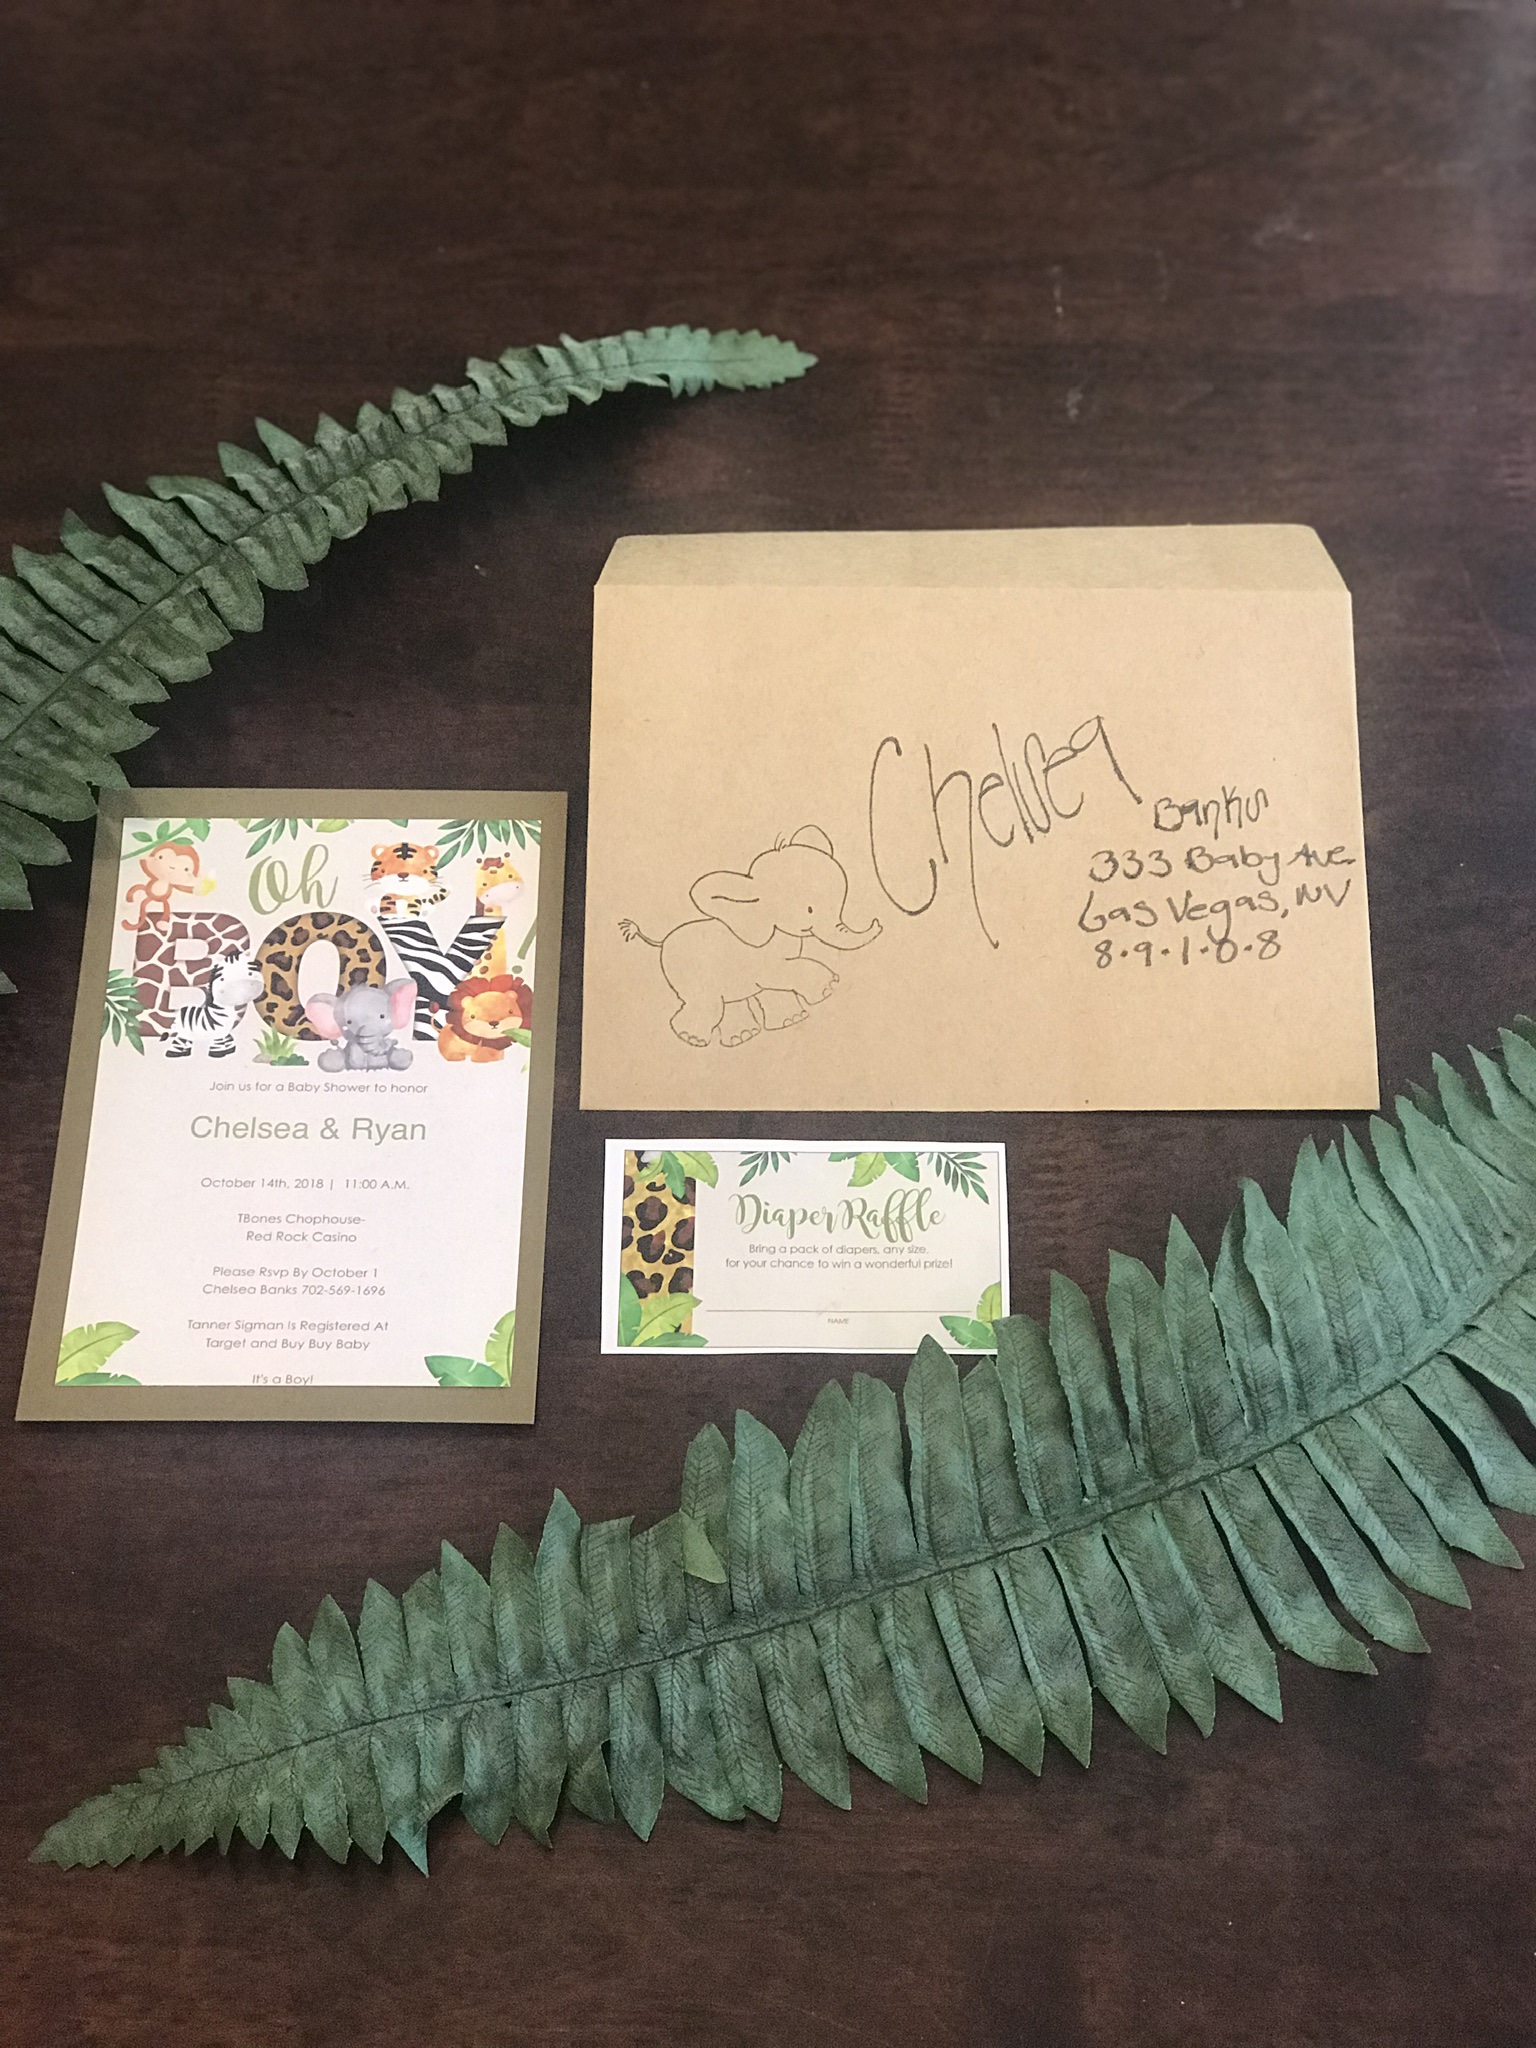 Oh
BOY
Join us for a Baby Shower to honor
Chelsea & Ryan
October 14th, 2018 | 11:00 A.M.
TBones Chophouse-
Red Rock Casino
Please Rsvp By October 1
Chelsea Banks 702-569-1696
Tanner Sigman Is Registered At
Target and Buy Buy Baby
It's a Boy!
Chelsea
Banks
333 Baby Ave.
Las Vegas, NV
8.9.1.0.8
Diaper Raffle
Bring a pack of diapers, any size,
for your chance to win a wonderful prize!
NAME